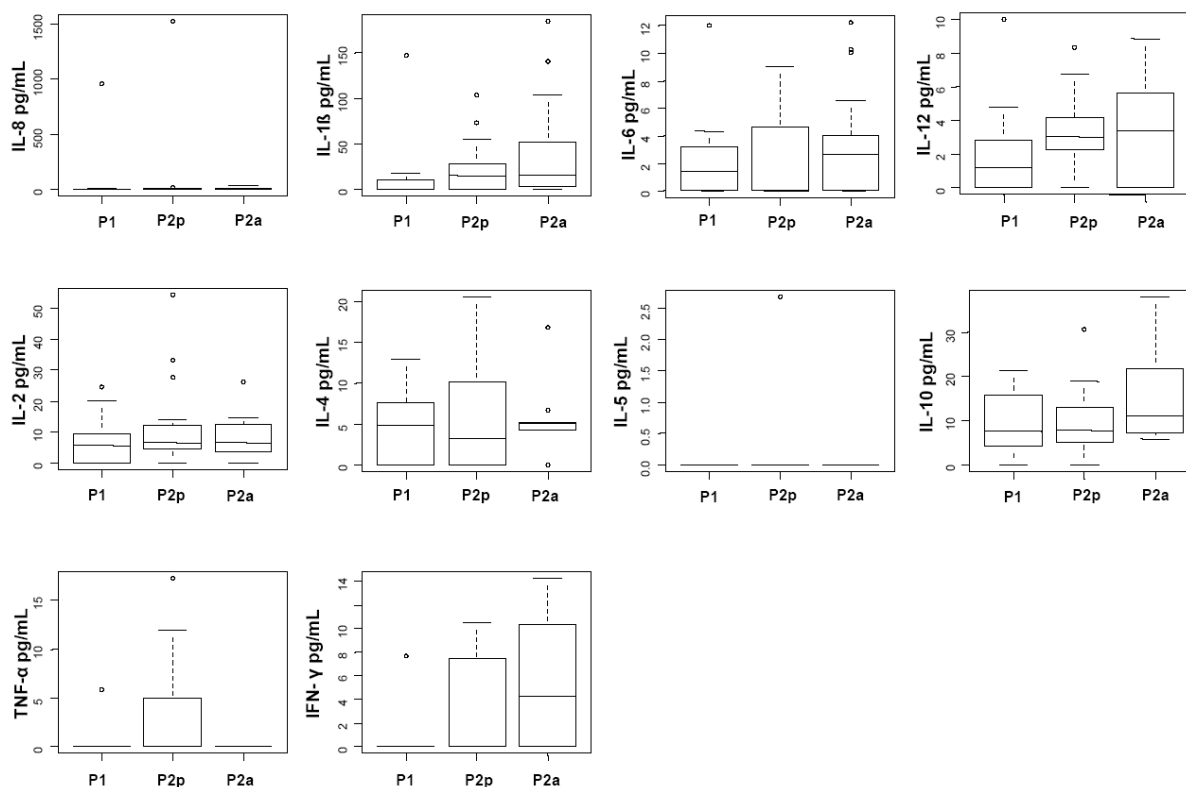 IL-8 pg/mL
0 500 1000 1500
P1 P2p P2a
IL-1ß pg/mL
0 50 100 150
P1 P2p P2a
IL-6 pg/mL
0 2 4 6 8 10 12
P1 P2p P2a
IL-12 pg/mL
0 2 4 6 8 10
P1 P2p P2a
IL-2 pg/mL
0 10 20 30 40 50
P1 P2p P2a
IL-4 pg/mL
0 5 10 15 20
P1 P2p P2a
IL-5 pg/mL
0.0 0.5 1.0 1.5 2.0 2.5
P1 P2p P2a
IL-10 pg/mL
0 10 20 30
P1 P2p P2a
TNF-α pg/mL
0 5 10 15
P1 P2p P2a
IFN- γ pg/mL
0 2 4 6 8 10 14
P1 P2p P2a